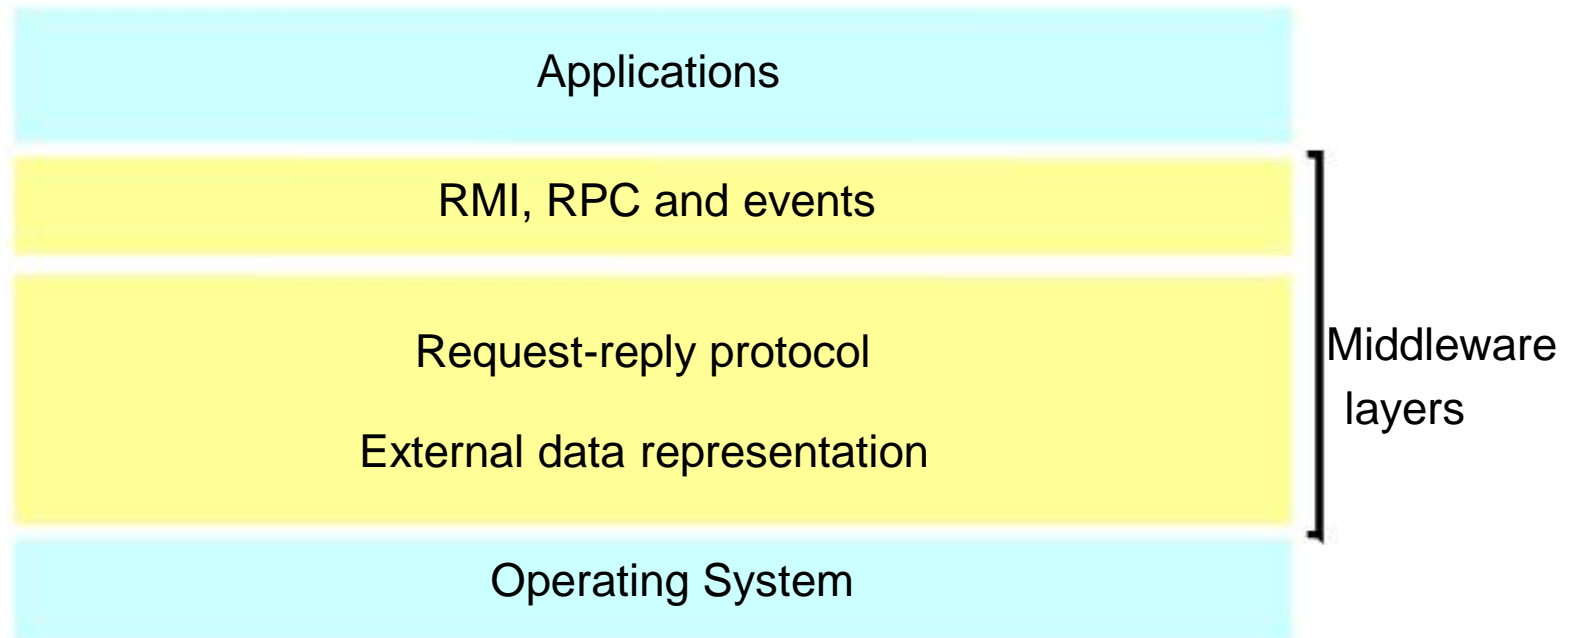 Applications
RMI, RPC and events
Request-reply protocol
External data representation
Middleware
layers
Operating System